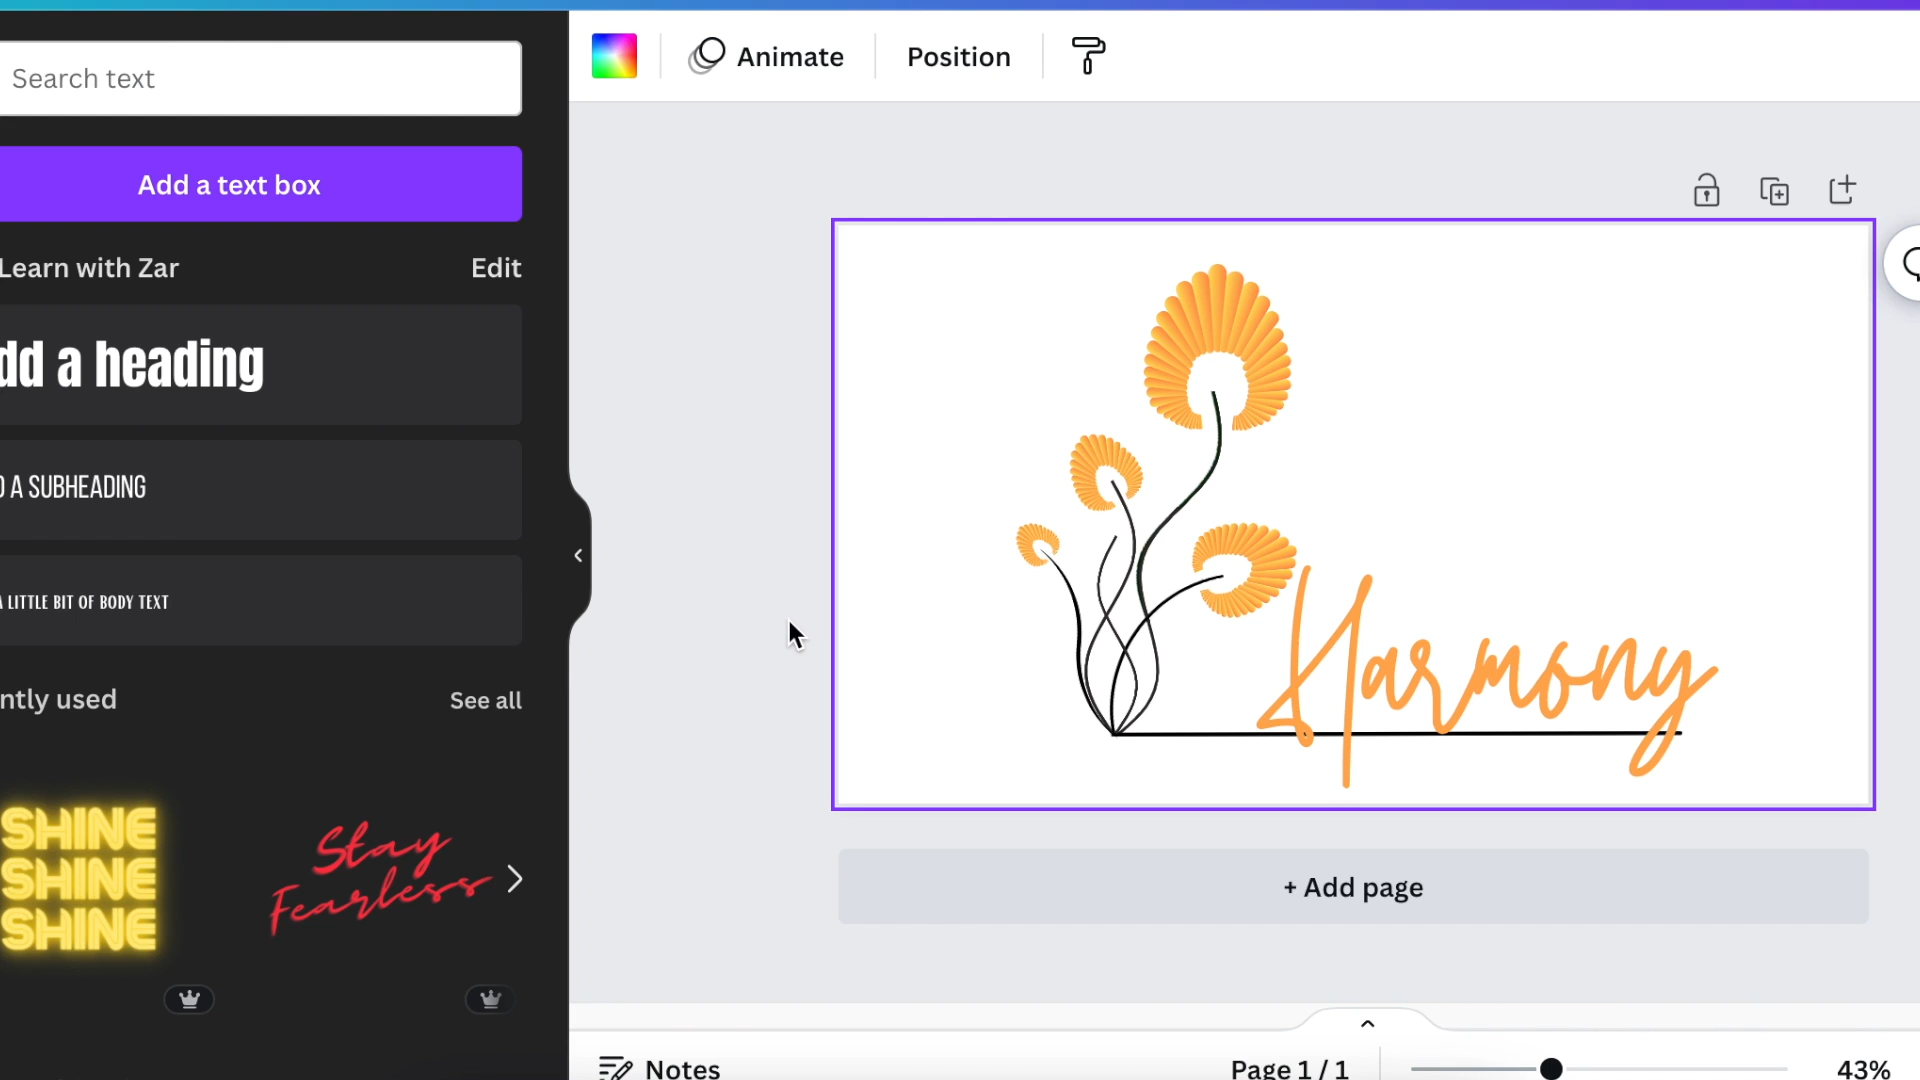 Search text
Animate
Position
Add a text box
Learn with Zar
Edit
dd a heading
D A SUBHEADING
A LITTLE BIT OF BODY TEXT
ntly used
See all
SHINE
SHINE
SHINE
Stay
Fearless
Harmony
+ Add page
Notes
Page 1 / 1
43%